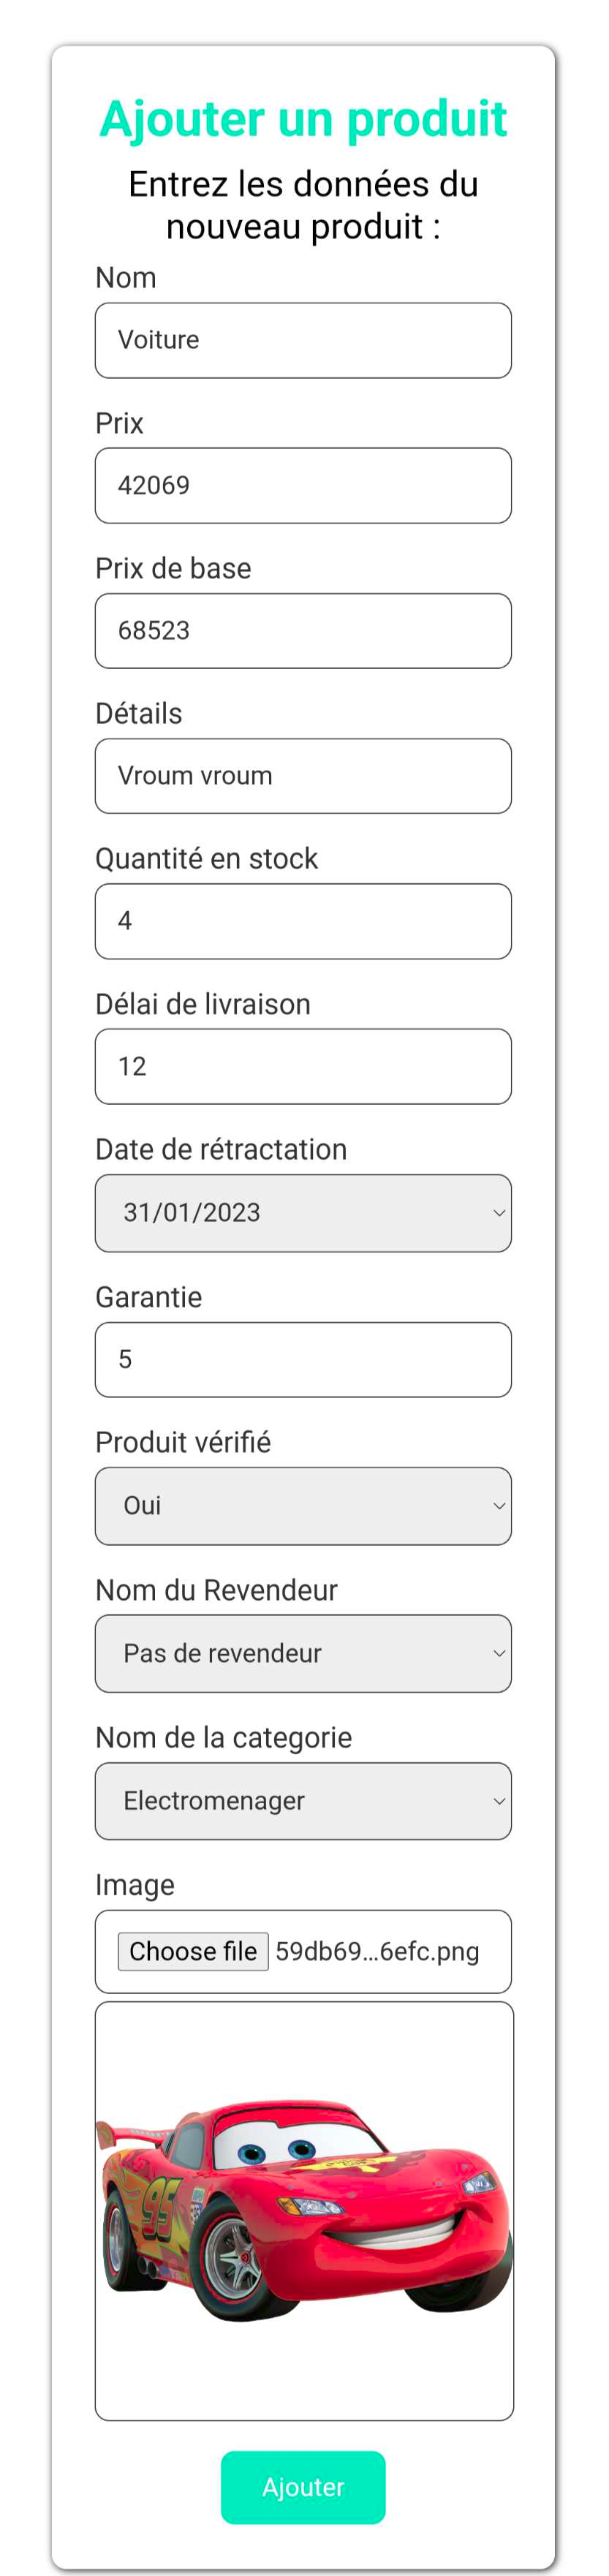 Ajouter un produit
Entrez les données du
nouveau produit :
Nom
Voiture
Prix
42069
Prix de base
68523
Détails
Vroum vroum
Quantité en stock
4
Délai de livraison
12
Date de rétractation
31/01/2023
Garantie
5
Produit vérifié
Oui
Nom du Revendeur
Pas de revendeur
Nom de la categorie
Electromenager
Image
Choose file 59db69...6efc.png
95
Ajouter